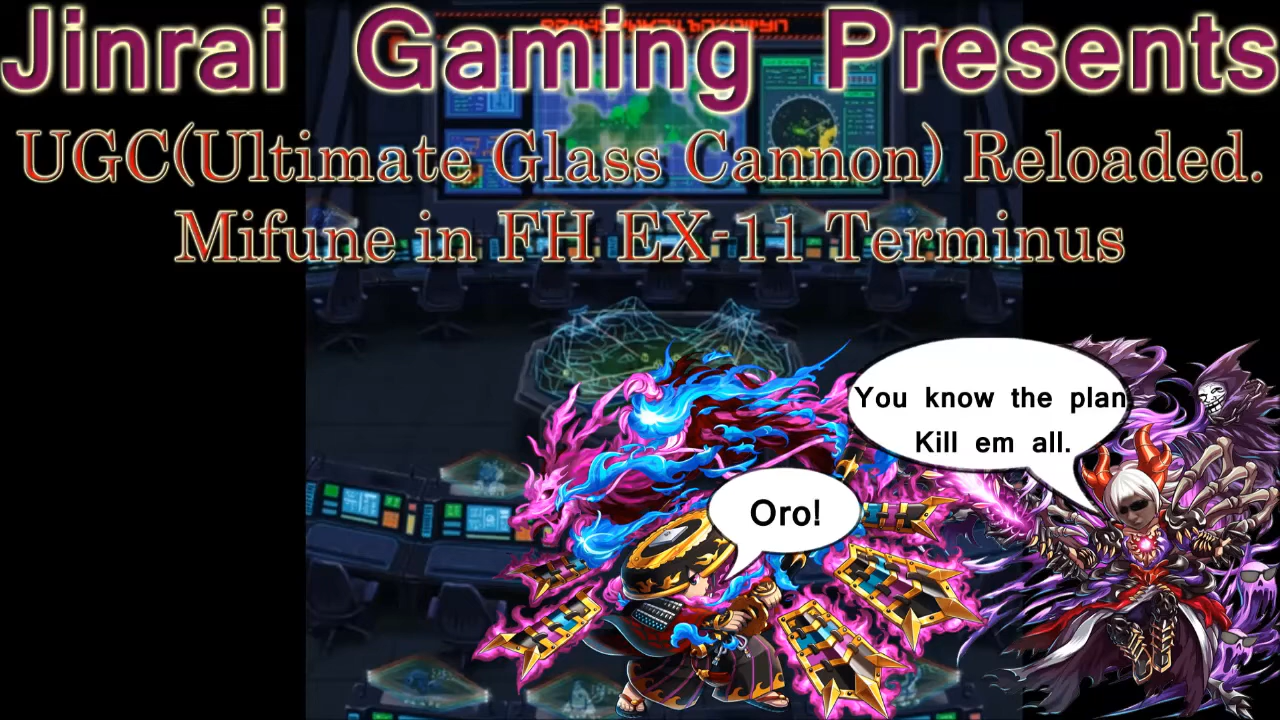 Jinrai Gaming Presents
UGC(Ultimate Glass Cannon) Reloaded.
Mifune in FH EX-11 Terminus
You know the plan
Kill em all.
Oro!